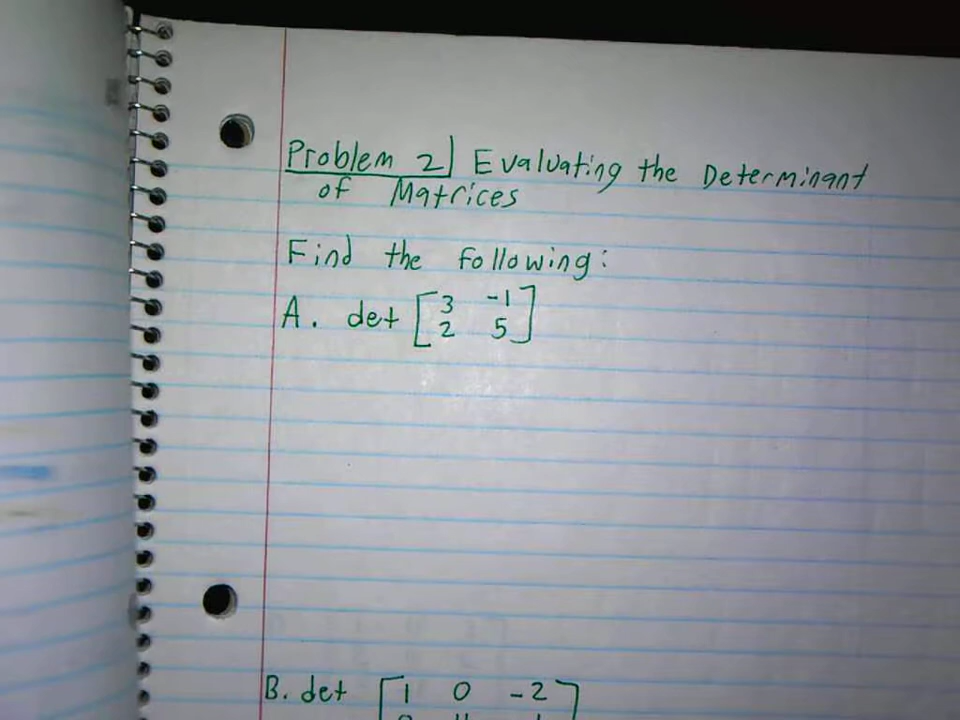 Problem 2) Evaluating the Determinant
of Matrices
Find the following:
A. det [3 -1
2 5]
B. det [1 0 -2]